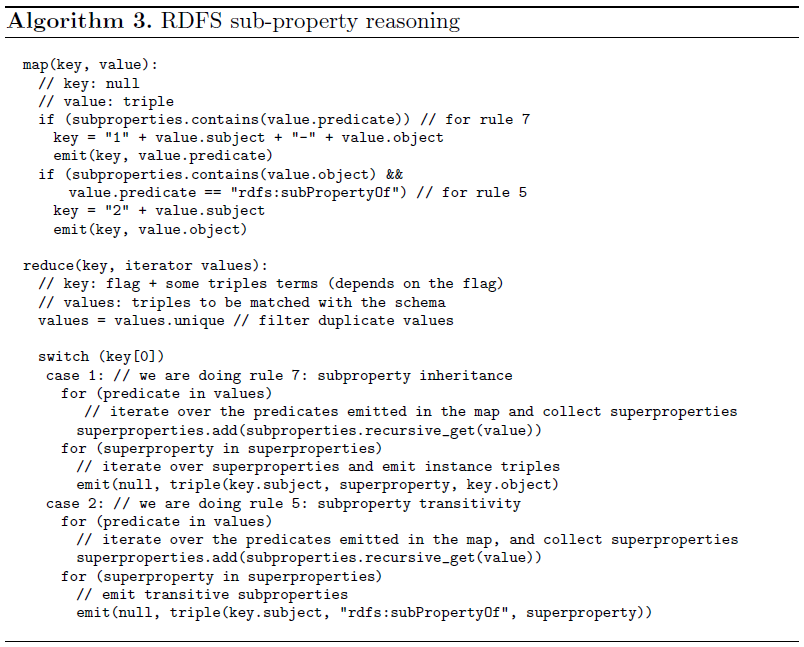 Algorithm 3. RDFS sub-property reasoning
map(key, value):
// key: null
// value: triple
if (subproperties.contains(value.predicate)) // for rule 7
key = "1" + value.subject + "-" + value.object
emit(key, value.predicate)
if (subproperties.contains(value.object) &&
value.predicate == "rdfs:subPropertyOf") // for rule 5
key = "2" + value.subject
emit(key, value.object)
reduce(key, iterator values):
// key: flag + some triples terms (depends on the flag)
// values: triples to be matched with the schema
values = values.unique // filter duplicate values
switch (key[0])
case 1: // we are doing rule 7: subproperty inheritance
for (predicate in values)
// iterate over the predicates emitted in the map and collect superproperties
superproperties.add(subproperties.recursive_get(value))
for (superproperty in superproperties)
// iterate over superproperties and emit instance triples
emit(null, triple(key.subject, superproperty, key.object)
case 2: // we are doing rule 5: subproperty transitivity
for (predicate in values)
// iterate over the predicates emitted in the map, and collect superproperties
superproperties.add(subproperties.recursive_get(value))
for (superproperty in superproperties)
// emit transitive subproperties
emit(null, triple(key.subject, "rdfs:subPropertyOf", superproperty))